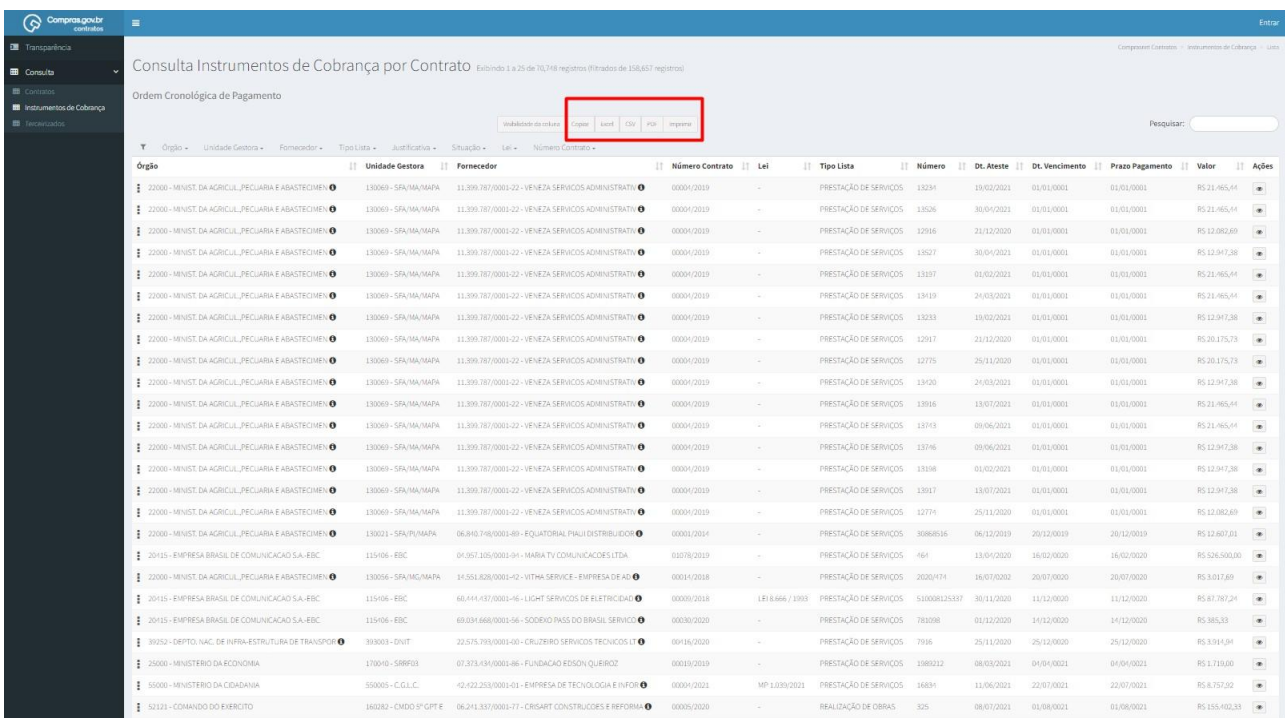 Compras.gov.br
contratos
Entrar
Transparência
Consulta
Contratos
Instrumentos de Cobrança
Terceirizados
Comprasnet Contratos > Instrumentos de Cobrança > Lista
Consulta Instrumentos de Cobrança por Contrato Exibindo 1 a 25 de 70,748 registros (filtrados de 158,657 registros)
Ordem Cronológica de Pagamento
Visibilidade da coluna Copiar Excel CSV PDF Imprimir
Pesquisar:
Órgão Unidade Gestora Fornecedor Tipo Lista Justificativa Situação Lei Número Contrato
Órgão Unidade Gestora Fornecedor Número Contrato Lei Tipo Lista Número Dt. Ateste Dt. Vencimento Prazo Pagamento Valor Ações
22000 - MINIST. DA AGRICUL.,PECUARIA E ABASTECIMEN 130069 - SFA/MA/MAPA 11.399.787/0001-22 - VENEZA SERVICOS ADMINISTRATIV 00004/2019 - PRESTAÇÃO DE SERVIÇOS 13234 19/02/2021 01/01/0001 01/01/0001 R$ 21.465,44
22000 - MINIST. DA AGRICUL.,PECUARIA E ABASTECIMEN 130069 - SFA/MA/MAPA 11.399.787/0001-22 - VENEZA SERVICOS ADMINISTRATIV 00004/2019 - PRESTAÇÃO DE SERVIÇOS 13526 30/04/2021 01/01/0001 01/01/0001 R$ 21.465,44
22000 - MINIST. DA AGRICUL.,PECUARIA E ABASTECIMEN 130069 - SFA/MA/MAPA 11.399.787/0001-22 - VENEZA SERVICOS ADMINISTRATIV 00004/2019 - PRESTAÇÃO DE SERVIÇOS 12916 21/12/2020 01/01/0001 01/01/0001 R$ 12.082,69
22000 - MINIST. DA AGRICUL.,PECUARIA E ABASTECIMEN 130069 - SFA/MA/MAPA 11.399.787/0001-22 - VENEZA SERVICOS ADMINISTRATIV 00004/2019 - PRESTAÇÃO DE SERVIÇOS 13527 30/04/2021 01/01/0001 01/01/0001 R$ 12.947,38
22000 - MINIST. DA AGRICUL.,PECUARIA E ABASTECIMEN 130069 - SFA/MA/MAPA 11.399.787/0001-22 - VENEZA SERVICOS ADMINISTRATIV 00004/2019 - PRESTAÇÃO DE SERVIÇOS 13197 01/02/2021 01/01/0001 01/01/0001 R$ 21.465,44
22000 - MINIST. DA AGRICUL.,PECUARIA E ABASTECIMEN 130069 - SFA/MA/MAPA 11.399.787/0001-22 - VENEZA SERVICOS ADMINISTRATIV 00004/2019 - PRESTAÇÃO DE SERVIÇOS 13419 24/03/2021 01/01/0001 01/01/0001 R$ 21.465,44
22000 - MINIST. DA AGRICUL.,PECUARIA E ABASTECIMEN 130069 - SFA/MA/MAPA 11.399.787/0001-22 - VENEZA SERVICOS ADMINISTRATIV 00004/2019 - PRESTAÇÃO DE SERVIÇOS 13233 19/02/2021 01/01/0001 01/01/0001 R$ 12.947,38
22000 - MINIST. DA AGRICUL.,PECUARIA E ABASTECIMEN 130069 - SFA/MA/MAPA 11.399.787/0001-22 - VENEZA SERVICOS ADMINISTRATIV 00004/2019 - PRESTAÇÃO DE SERVIÇOS 12917 21/12/2020 01/01/0001 01/01/0001 R$ 20.175,73
22000 - MINIST. DA AGRICUL.,PECUARIA E ABASTECIMEN 130069 - SFA/MA/MAPA 11.399.787/0001-22 - VENEZA SERVICOS ADMINISTRATIV 00004/2019 - PRESTAÇÃO DE SERVIÇOS 12775 25/11/2020 01/01/0001 01/01/0001 R$ 20.175,73
22000 - MINIST. DA AGRICUL.,PECUARIA E ABASTECIMEN 130069 - SFA/MA/MAPA 11.399.787/0001-22 - VENEZA SERVICOS ADMINISTRATIV 00004/2019 - PRESTAÇÃO DE SERVIÇOS 13420 24/03/2021 01/01/0001 01/01/0001 R$ 12.947,38
22000 - MINIST. DA AGRICUL.,PECUARIA E ABASTECIMEN 130069 - SFA/MA/MAPA 11.399.787/0001-22 - VENEZA SERVICOS ADMINISTRATIV 00004/2019 - PRESTAÇÃO DE SERVIÇOS 13916 13/07/2021 01/01/0001 01/01/0001 R$ 21.465,44
22000 - MINIST. DA AGRICUL.,PECUARIA E ABASTECIMEN 130069 - SFA/MA/MAPA 11.399.787/0001-22 - VENEZA SERVICOS ADMINISTRATIV 00004/2019 - PRESTAÇÃO DE SERVIÇOS 13743 09/06/2021 01/01/0001 01/01/0001 R$ 21.465,44
22000 - MINIST. DA AGRICUL.,PECUARIA E ABASTECIMEN 130069 - SFA/MA/MAPA 11.399.787/0001-22 - VENEZA SERVICOS ADMINISTRATIV 00004/2019 - PRESTAÇÃO DE SERVIÇOS 13746 09/06/2021 01/01/0001 01/01/0001 R$ 12.947,38
22000 - MINIST. DA AGRICUL.,PECUARIA E ABASTECIMEN 130069 - SFA/MA/MAPA 11.399.787/0001-22 - VENEZA SERVICOS ADMINISTRATIV 00004/2019 - PRESTAÇÃO DE SERVIÇOS 13198 01/02/2021 01/01/0001 01/01/0001 R$ 12.947,38
22000 - MINIST. DA AGRICUL.,PECUARIA E ABASTECIMEN 130069 - SFA/MA/MAPA 11.399.787/0001-22 - VENEZA SERVICOS ADMINISTRATIV 00004/2019 - PRESTAÇÃO DE SERVIÇOS 13917 13/07/2021 01/01/0001 01/01/0001 R$ 12.947,38
22000 - MINIST. DA AGRICUL.,PECUARIA E ABASTECIMEN 130069 - SFA/MA/MAPA 11.399.787/0001-22 - VENEZA SERVICOS ADMINISTRATIV 00004/2019 - PRESTAÇÃO DE SERVIÇOS 12774 25/11/2020 01/01/0001 01/01/0001 R$ 12.082,69
22000 - MINIST. DA AGRICUL.,PECUARIA E ABASTECIMEN 130021 - SFA/PI/MAPA 06.840.748/0001-89 - EQUATORIAL PIAUI DISTRIBUIDOR 00001/2014 - PRESTAÇÃO DE SERVIÇOS 30868516 06/12/0019 20/12/0019 20/12/0019 R$ 12.607,01
20415 - EMPRESA BRASIL DE COMUNICACAO S.A.-EBC 115406 - EBC 04.957.105/0001-94 - MARIA TV COMUNICACOES LTDA 01078/2019 - PRESTAÇÃO DE SERVIÇOS 464 13/04/2020 16/02/0020 16/02/0020 R$ 526.500,00
22000 - MINIST. DA AGRICUL.,PECUARIA E ABASTECIMEN 130056 - SFA/MG/MAPA 14.551.828/0001-42 - VITHA SERVICE - EMPRESA DE AD 00014/2018 - PRESTAÇÃO DE SERVIÇOS 2020/474 16/07/0202 20/07/0020 20/07/0020 R$ 3.017,69
20415 - EMPRESA BRASIL DE COMUNICACAO S.A.-EBC 115406 - EBC 60.444.437/0001-46 - LIGHT SERVICOS DE ELETRICIDAD 00009/2018 LEI 8.666 / 1993 PRESTAÇÃO DE SERVIÇOS 510008125337 30/11/2020 11/12/0020 11/12/0020 R$ 87.787,24
20415 - EMPRESA BRASIL DE COMUNICACAO S.A.-EBC 115406 - EBC 69.034.668/0001-56 - SODEXO PASS DO BRASIL SERVICO 00030/2020 - PRESTAÇÃO DE SERVIÇOS 781098 01/12/2020 14/12/0020 14/12/0020 R$ 385,33
39252 - DEPTO. NAC. DE INFRA-ESTRUTURA DE TRANSPOR 393003 - DNIT 22.575.793/0001-00 - CRUZEIRO SERVICOS TECNICOS LT 00416/2020 - PRESTAÇÃO DE SERVIÇOS 7916 25/11/2020 25/12/0020 25/12/0020 R$ 3.914,94
25000 - MINISTERIO DA ECONOMIA 170040 - SRRF03 07.373.434/0001-86 - FUNDACAO EDSON QUEIROZ 00019/2019 - PRESTAÇÃO DE SERVIÇOS 1983212 08/03/2021 04/04/0021 04/04/0021 R$ 1.719,00
55000 - MINISTERIO DA CIDADANIA 550005 - C.G.L.C. 42.422.253/0001-01 - EMPRESA DE TECNOLOGIA E INFOR 00004/2021 MP 1.039/2021 PRESTAÇÃO DE SERVIÇOS 16894 11/06/2021 22/07/0021 22/07/0021 R$ 8.757,92
52121 - COMANDO DO EXERCITO 160282 - CMDO 5º GPT E 06.241.337/0001-77 - CRISART CONSTRUCOES E REFORMA 00005/2020 - REALIZAÇÃO DE OBRAS 325 08/07/2021 01/08/0021 01/08/0021 R$ 155.402,33